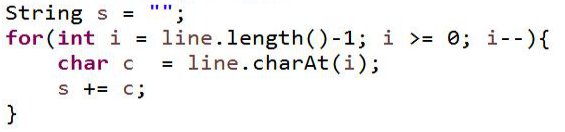 String s = "";
for(int i = line.length()-1; i >= 0; i--){
    char c  = line.charAt(i);
    s += c;
}